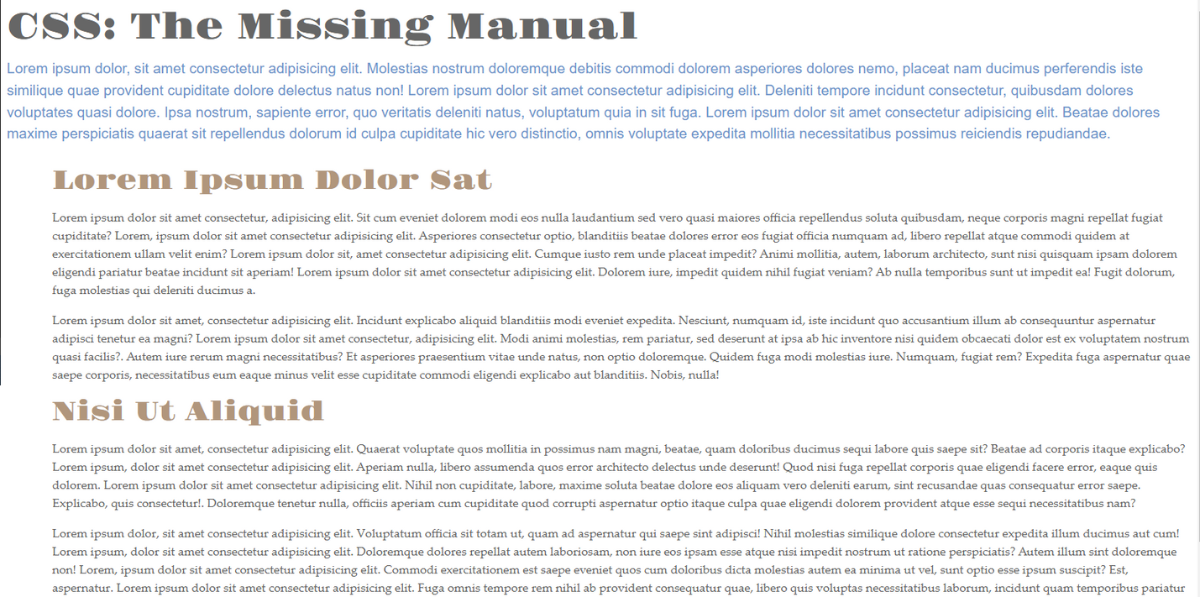 CSS: The Missing Manual
Lorem ipsum dolor, sit amet consectetur adipisicing elit. Molestias nostrum doloremque debitis commodi dolorem asperiores dolores nemo, placeat nam ducimus perferendis iste
similique quae provident cupiditate dolore delectus natus non! Lorem ipsum dolor sit amet consectetur adipisicing elit. Deleniti tempore incidunt consectetur, quibusdam dolores
voluptates quasi dolore. Ipsa nostrum, sapiente error, quo veritatis deleniti natus, voluptatum quia in sit fuga. Lorem ipsum dolor sit amet consectetur adipisicing elit. Beatae dolores
maxime perspiciatis quaerat sit repellendus dolorum id culpa cupiditate hic vero distinctio, omnis voluptate expedita mollitia necessitatibus possimus reiciendis repudiandae.
Lorem Ipsum Dolor Sat
Lorem ipsum dolor sit amet consectetur, adipisicing elit. Sit cum eveniet dolorem modi eos nulla laudantium sed vero quasi maiores officia repellendus soluta quibusdam, neque corporis magni repellat fugiat
cupiditate? Lorem, ipsum dolor sit amet consectetur adipisicing elit. Asperiores consectetur optio, blanditiis beatae dolores error eos fugiat officia numquam ad, libero repellat atque commodi quidem at
exercitationem ullam velit enim? Lorem ipsum dolor sit, amet consectetur adipisicing elit. Cumque iusto rem unde placeat impedit? Animi mollitia, autem, laborum architecto, sunt nisi quisquam ipsam dolorem
eligendi pariatur beatae incidunt sit aperiam! Lorem ipsum dolor sit amet consectetur adipisicing elit. Dolorem iure, impedit quidem nihil fugiat veniam? Ab nulla temporibus sunt ut impedit ea! Fugit dolorum,
fuga molestias qui deleniti ducimus a.
Lorem ipsum dolor sit amet, consectetur adipisicing elit. Incidunt explicabo aliquid blanditiis modi eveniet expedita. Nesciunt, numquam id, iste incidunt quo accusantium illum ab consequuntur aspernatur
adipisci tenetur ea magni? Lorem ipsum dolor sit amet consectetur, adipisicing elit. Modi animi molestias, rem pariatur, sed deserunt at ipsa ab hic inventore nisi quidem obcaecati dolor est ex voluptatem nostrum
quasi facilis?. Autem iure rerum magni necessitatibus? Et asperiores praesentium vitae unde natus, non optio doloremque. Quidem fuga modi molestias iure. Numquam, fugiat rem? Expedita fuga aspernatur quae
saepe corporis, necessitatibus eum eaque minus velit esse cupiditate commodi eligendi explicabo aut blanditiis. Nobis, nulla!
Nisi Ut Aliquid
Lorem ipsum dolor sit amet, consectetur adipisicing elit. Quaerat voluptate quos mollitia in possimus nam magni, beatae, quam doloribus ducimus sequi labore quis saepe sit? Beatae ad corporis itaque explicabo?
Lorem ipsum, dolor sit amet consectetur adipisicing elit. Aperiam nulla, libero assumenda quos error architecto delectus unde deserunt! Quod nisi fuga repellat corporis quae eligendi facere error, eaque quis
dolorem. Lorem ipsum dolor sit amet consectetur adipisicing elit. Nihil non cupiditate, labore, maxime soluta beatae dolore eos aliquam vero deleniti earum, sint recusandae quas consequatur error saepe.
Explicabo, quis consectetur!. Doloremque tenetur nulla, officiis aperiam cum cupiditate quod corrupti aspernatur optio itaque culpa quae eligendi dolorem provident atque esse sequi necessitatibus nam?
Lorem ipsum dolor, sit amet consectetur adipisicing elit. Voluptatum officia sit totam ut, quam ad aspernatur qui saepe sint adipisci! Nihil molestias similique dolore consectetur expedita illum ducimus aut cum!
Lorem ipsum, dolor sit amet consectetur adipisicing elit. Doloremque dolores repellat autem laboriosam, non iure eos ipsam esse atque nisi impedit nostrum ut ratione perspiciatis? Autem illum sint doloremque
non! Lorem, ipsum dolor sit amet consectetur adipisicing elit. Commodi exercitationem est saepe eveniet quos cum doloribus dicta molestias autem ea minima ut vel, sunt optio esse ipsum suscipit? Est,
aspernatur. Lorem ipsum dolor sit amet consectetur adipisicing elit. Fuga omnis tempore rem nihil ab provident consequatur quae, libero quis voluptas necessitatibus laborum, incidunt quam temporibus pariatur